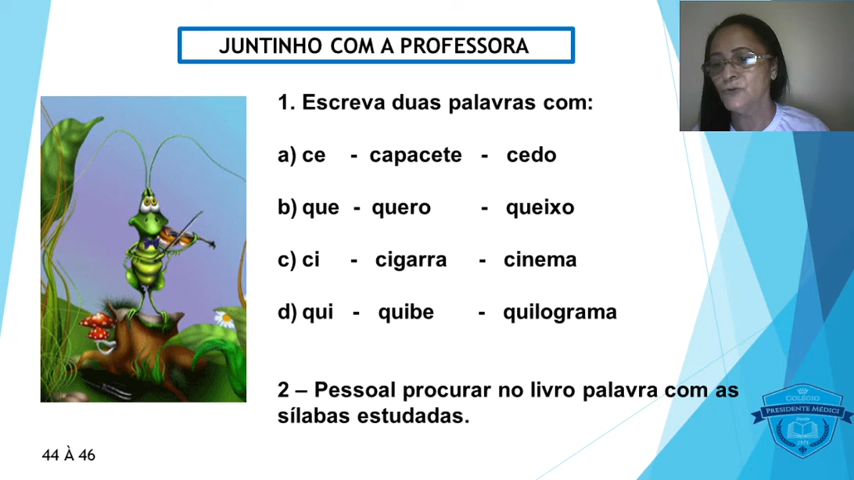 JUNTINHO COM A PROFESSORA
1. Escreva duas palavras com:
a) ce - capacete - cedo
b) que - quero - queixo
c) ci - cigarra - cinema
d) qui - quibe - quilograma
2 – Pessoal procurar no livro palavra com as
sílabas estudadas.
COLÉGIO
PRESIDENTE MÉDICI
44 À 46